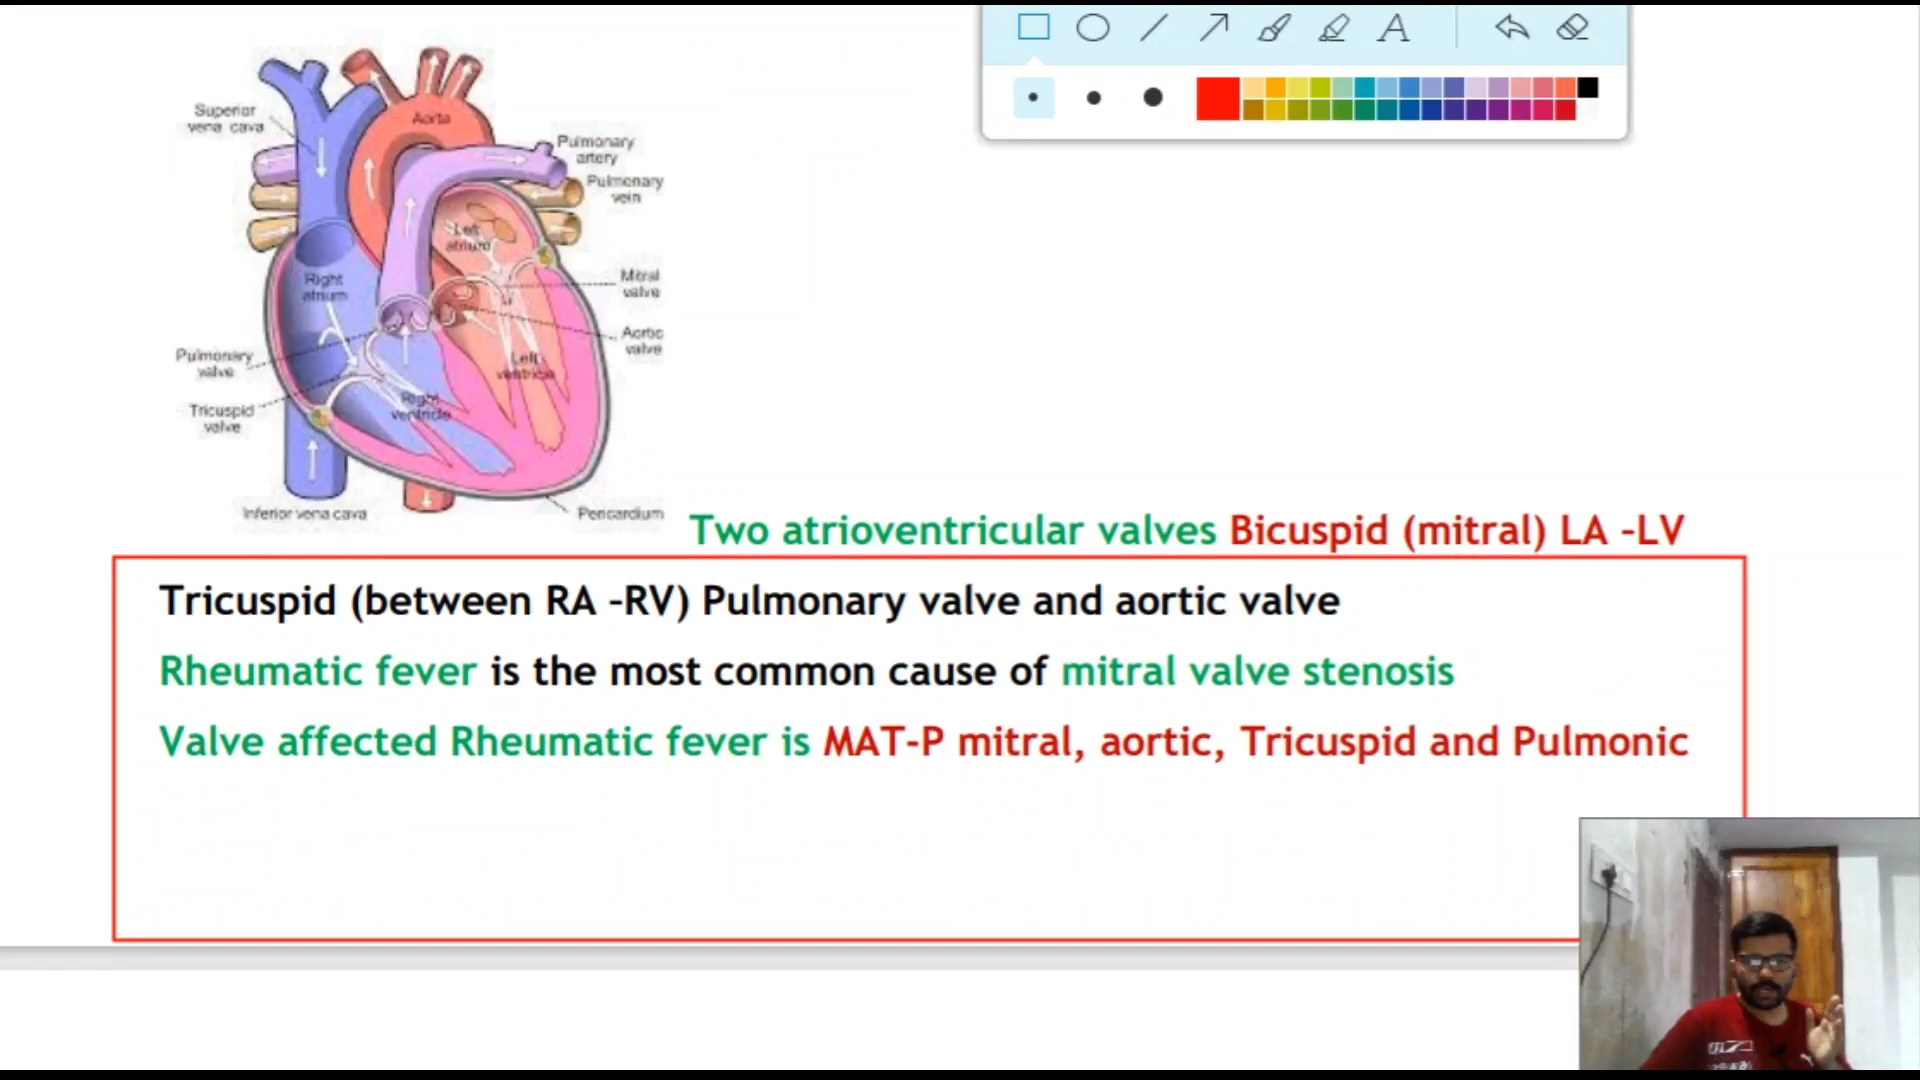 Superior
vena cava
Aorta
Pulmonary
artery
Pulmonary
vein
Left
atrium
Right
atrium
Mitral
valve
Aortic
valve
Pulmonary
valve
Left
ventricle
Right
ventricle
Tricuspid
valve
Inferior vena cava
Pericardium
Two atrioventricular valves Bicuspid (mitral) LA –LV
Tricuspid (between RA –RV) Pulmonary valve and aortic valve
Rheumatic fever is the most common cause of mitral valve stenosis
Valve affected Rheumatic fever is MAT-P mitral, aortic, Tricuspid and Pulmonic